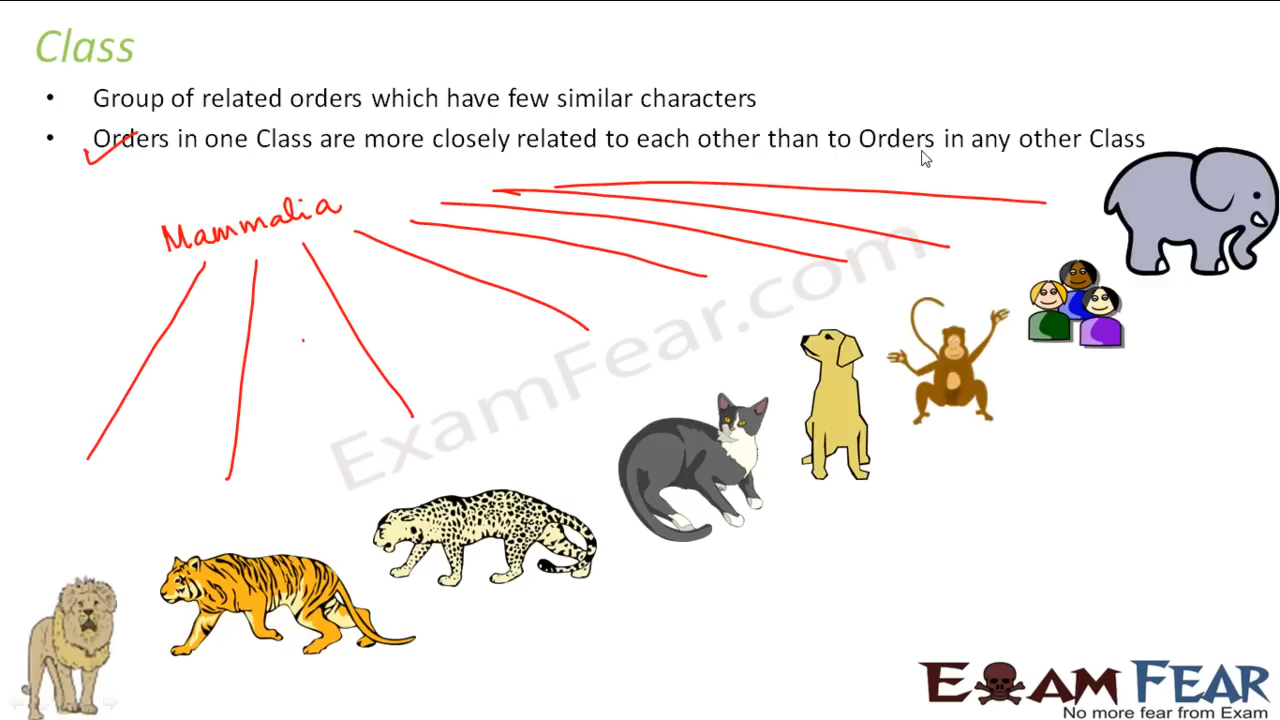 Class
• Group of related orders which have few similar characters
• Orders in one Class are more closely related to each other than to Orders in any other Class
Mammalia
ExamFear.com
EXAM FEAR
No more fear from Exam